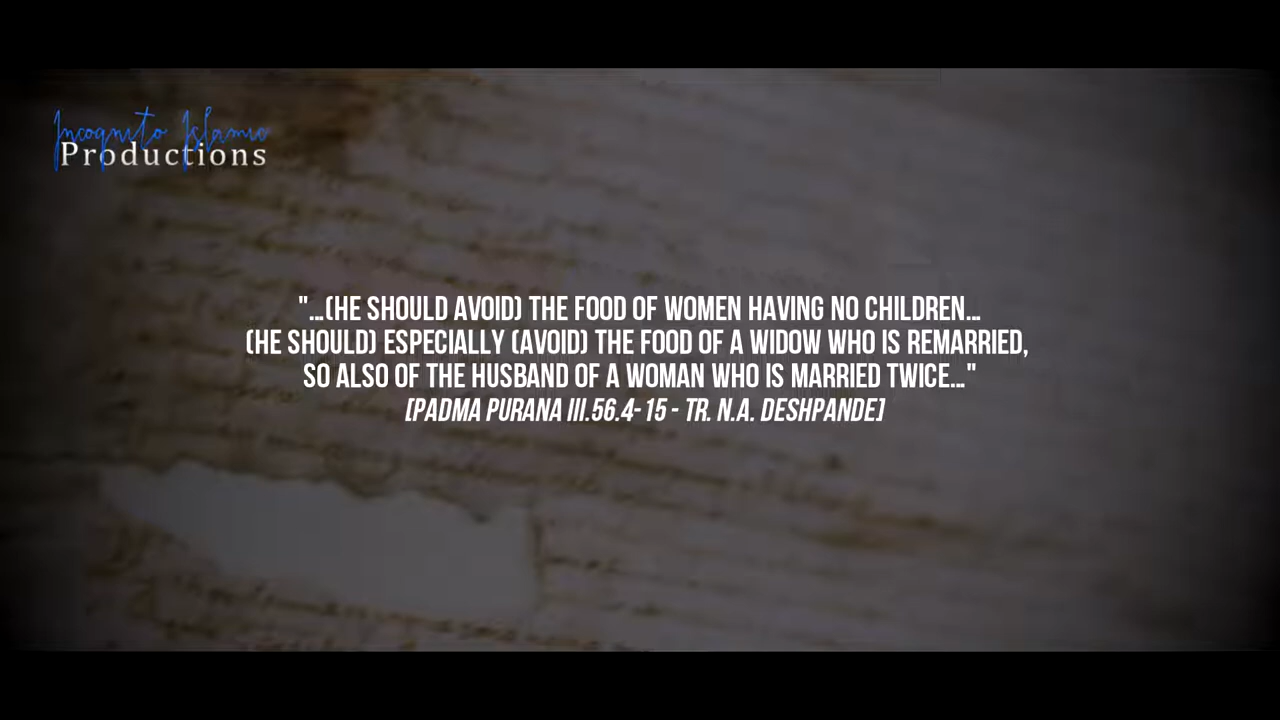 Incognito Islamic
Productions
"...(HE SHOULD AVOID) THE FOOD OF WOMEN HAVING NO CHILDREN...
(HE SHOULD) ESPECIALLY (AVOID) THE FOOD OF A WIDOW WHO IS REMARRIED,
SO ALSO OF THE HUSBAND OF A WOMAN WHO IS MARRIED TWICE..."
[PADMA PURANA III.56.4-15 - TR. N.A. DESHPANDE]